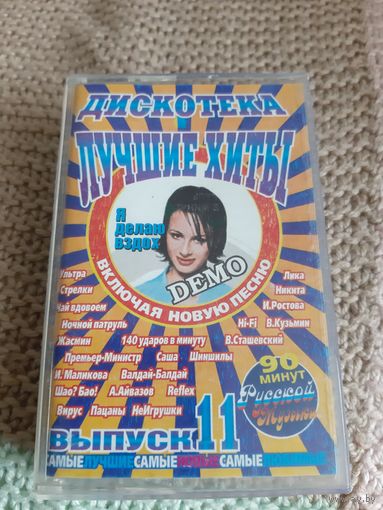 ДИСКОТЕКА
ЛУЧШИЕ ХИТЫ
Я
делаю
вздох
DEMO
ВКЛЮЧАЯ НОВУЮ ПЕСНЮ
Ультра
Лика
Стрелки
Никита
Чай вдвоем
И.Ростова
Ночной патруль
Hi-Fi
В.Кузьмин
Жасмин
140 ударов в минуту
В.Сташевский
Премьер-Министр
Саша
Шиншилы
И.Маликова
Валдай-Балдай
Шао? Бао!
А.Айвазов
Reflex
Вирус
Пацаны
НеИгрушки
90
МИНУТ
Русской
Музыки
ВЫПУСК 11
САМЫЕ ЛУЧШИЕ САМЫЕ НОВЫЕ САМЫЕ